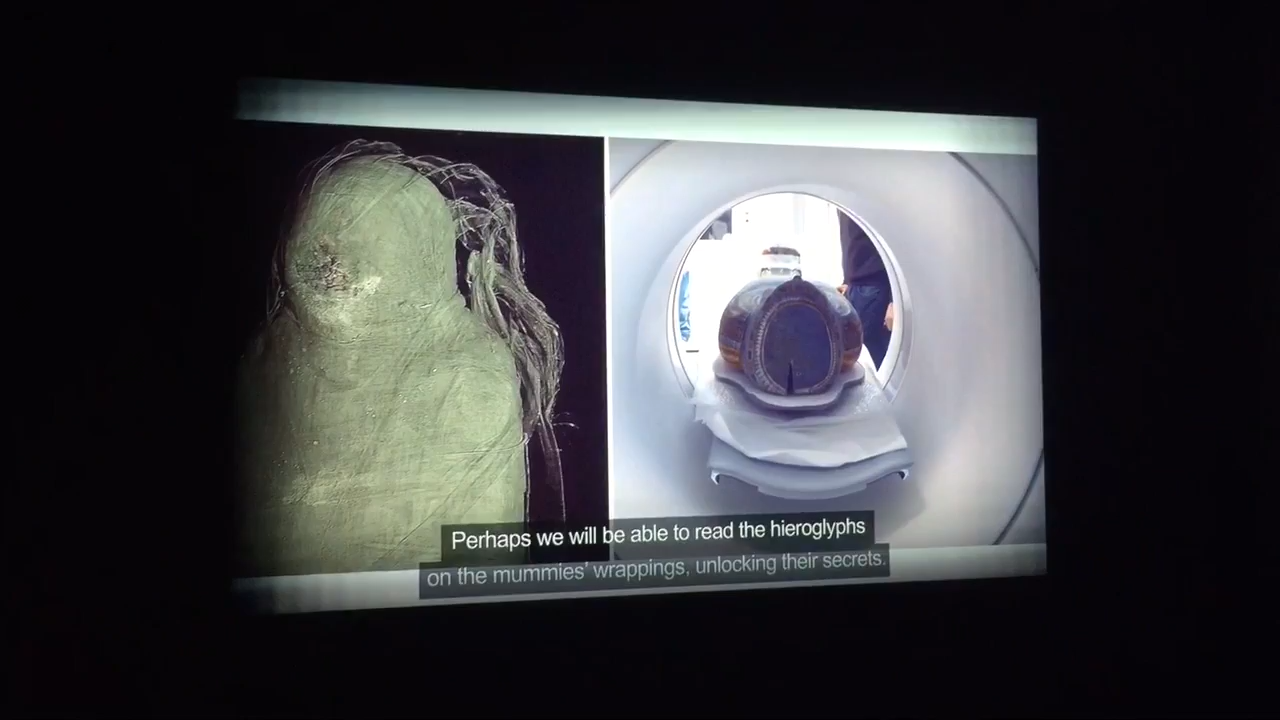 Perhaps we will be able to read the hieroglyphs
on the mummies' wrappings, unlocking their secrets.